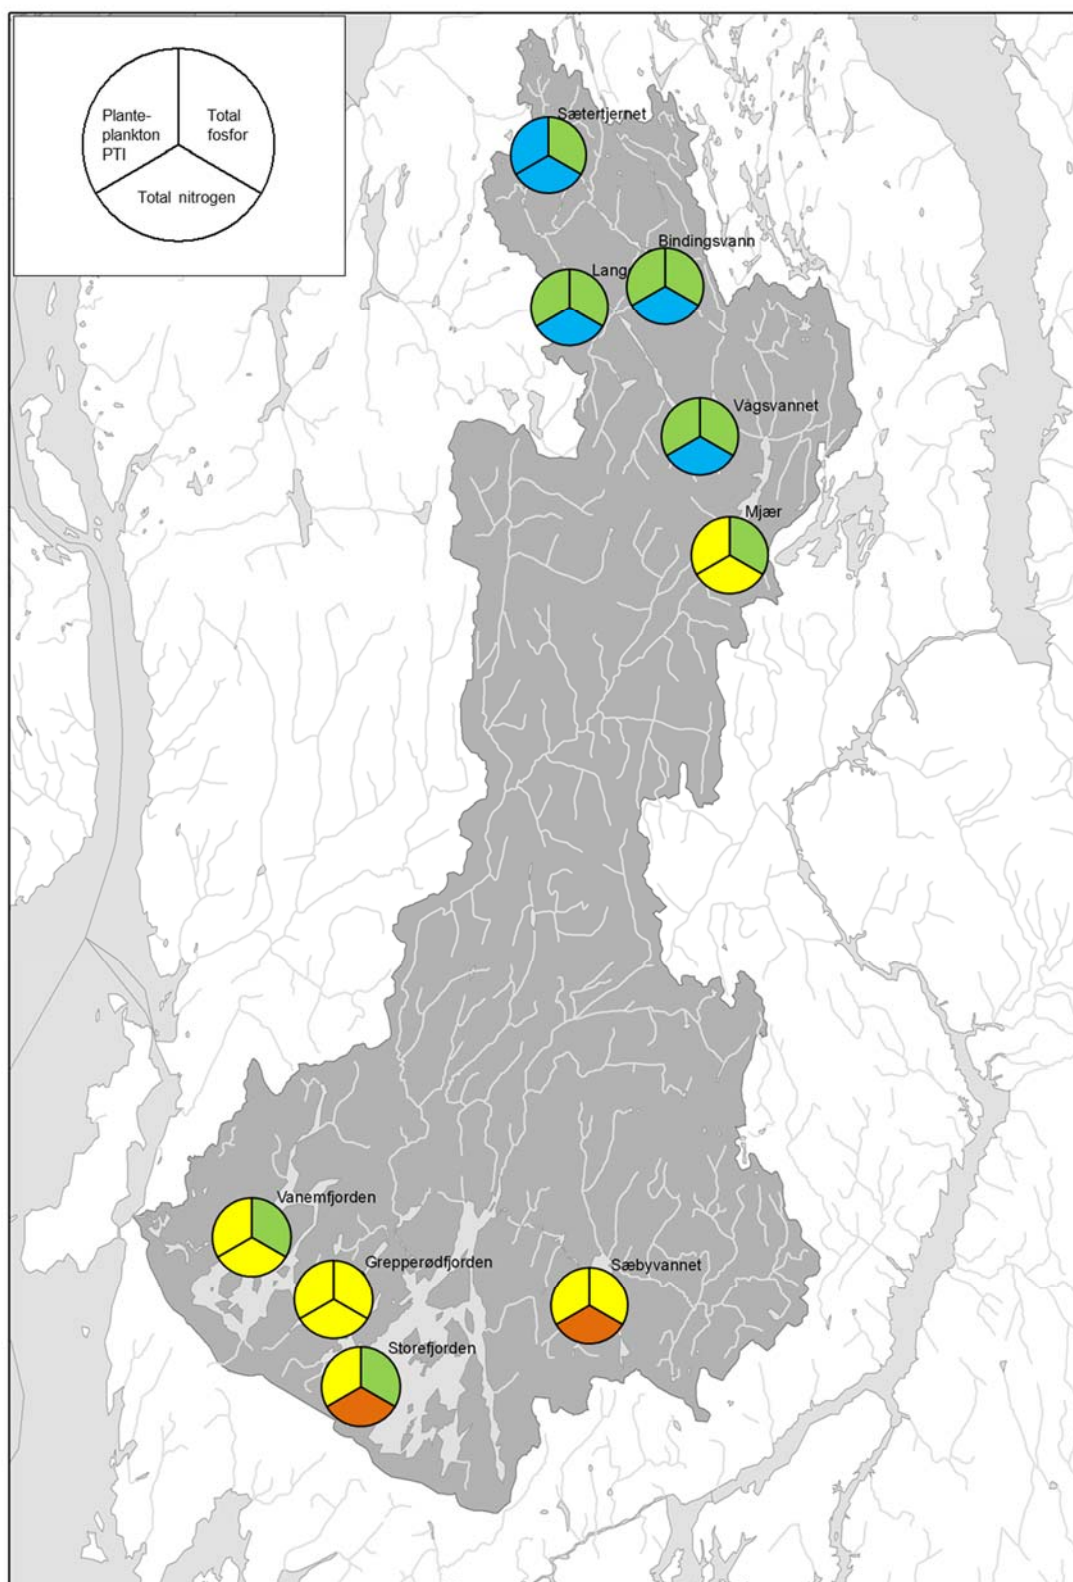 Plante-
plankton
PTI
Total
fosfor
Total nitrogen
Sætertjernet
Bindingsvann
Lang
Vågsvannet
Mjær
Vanemfjorden
Grepperødfjorden
Sæbyvannet
Storefjorden